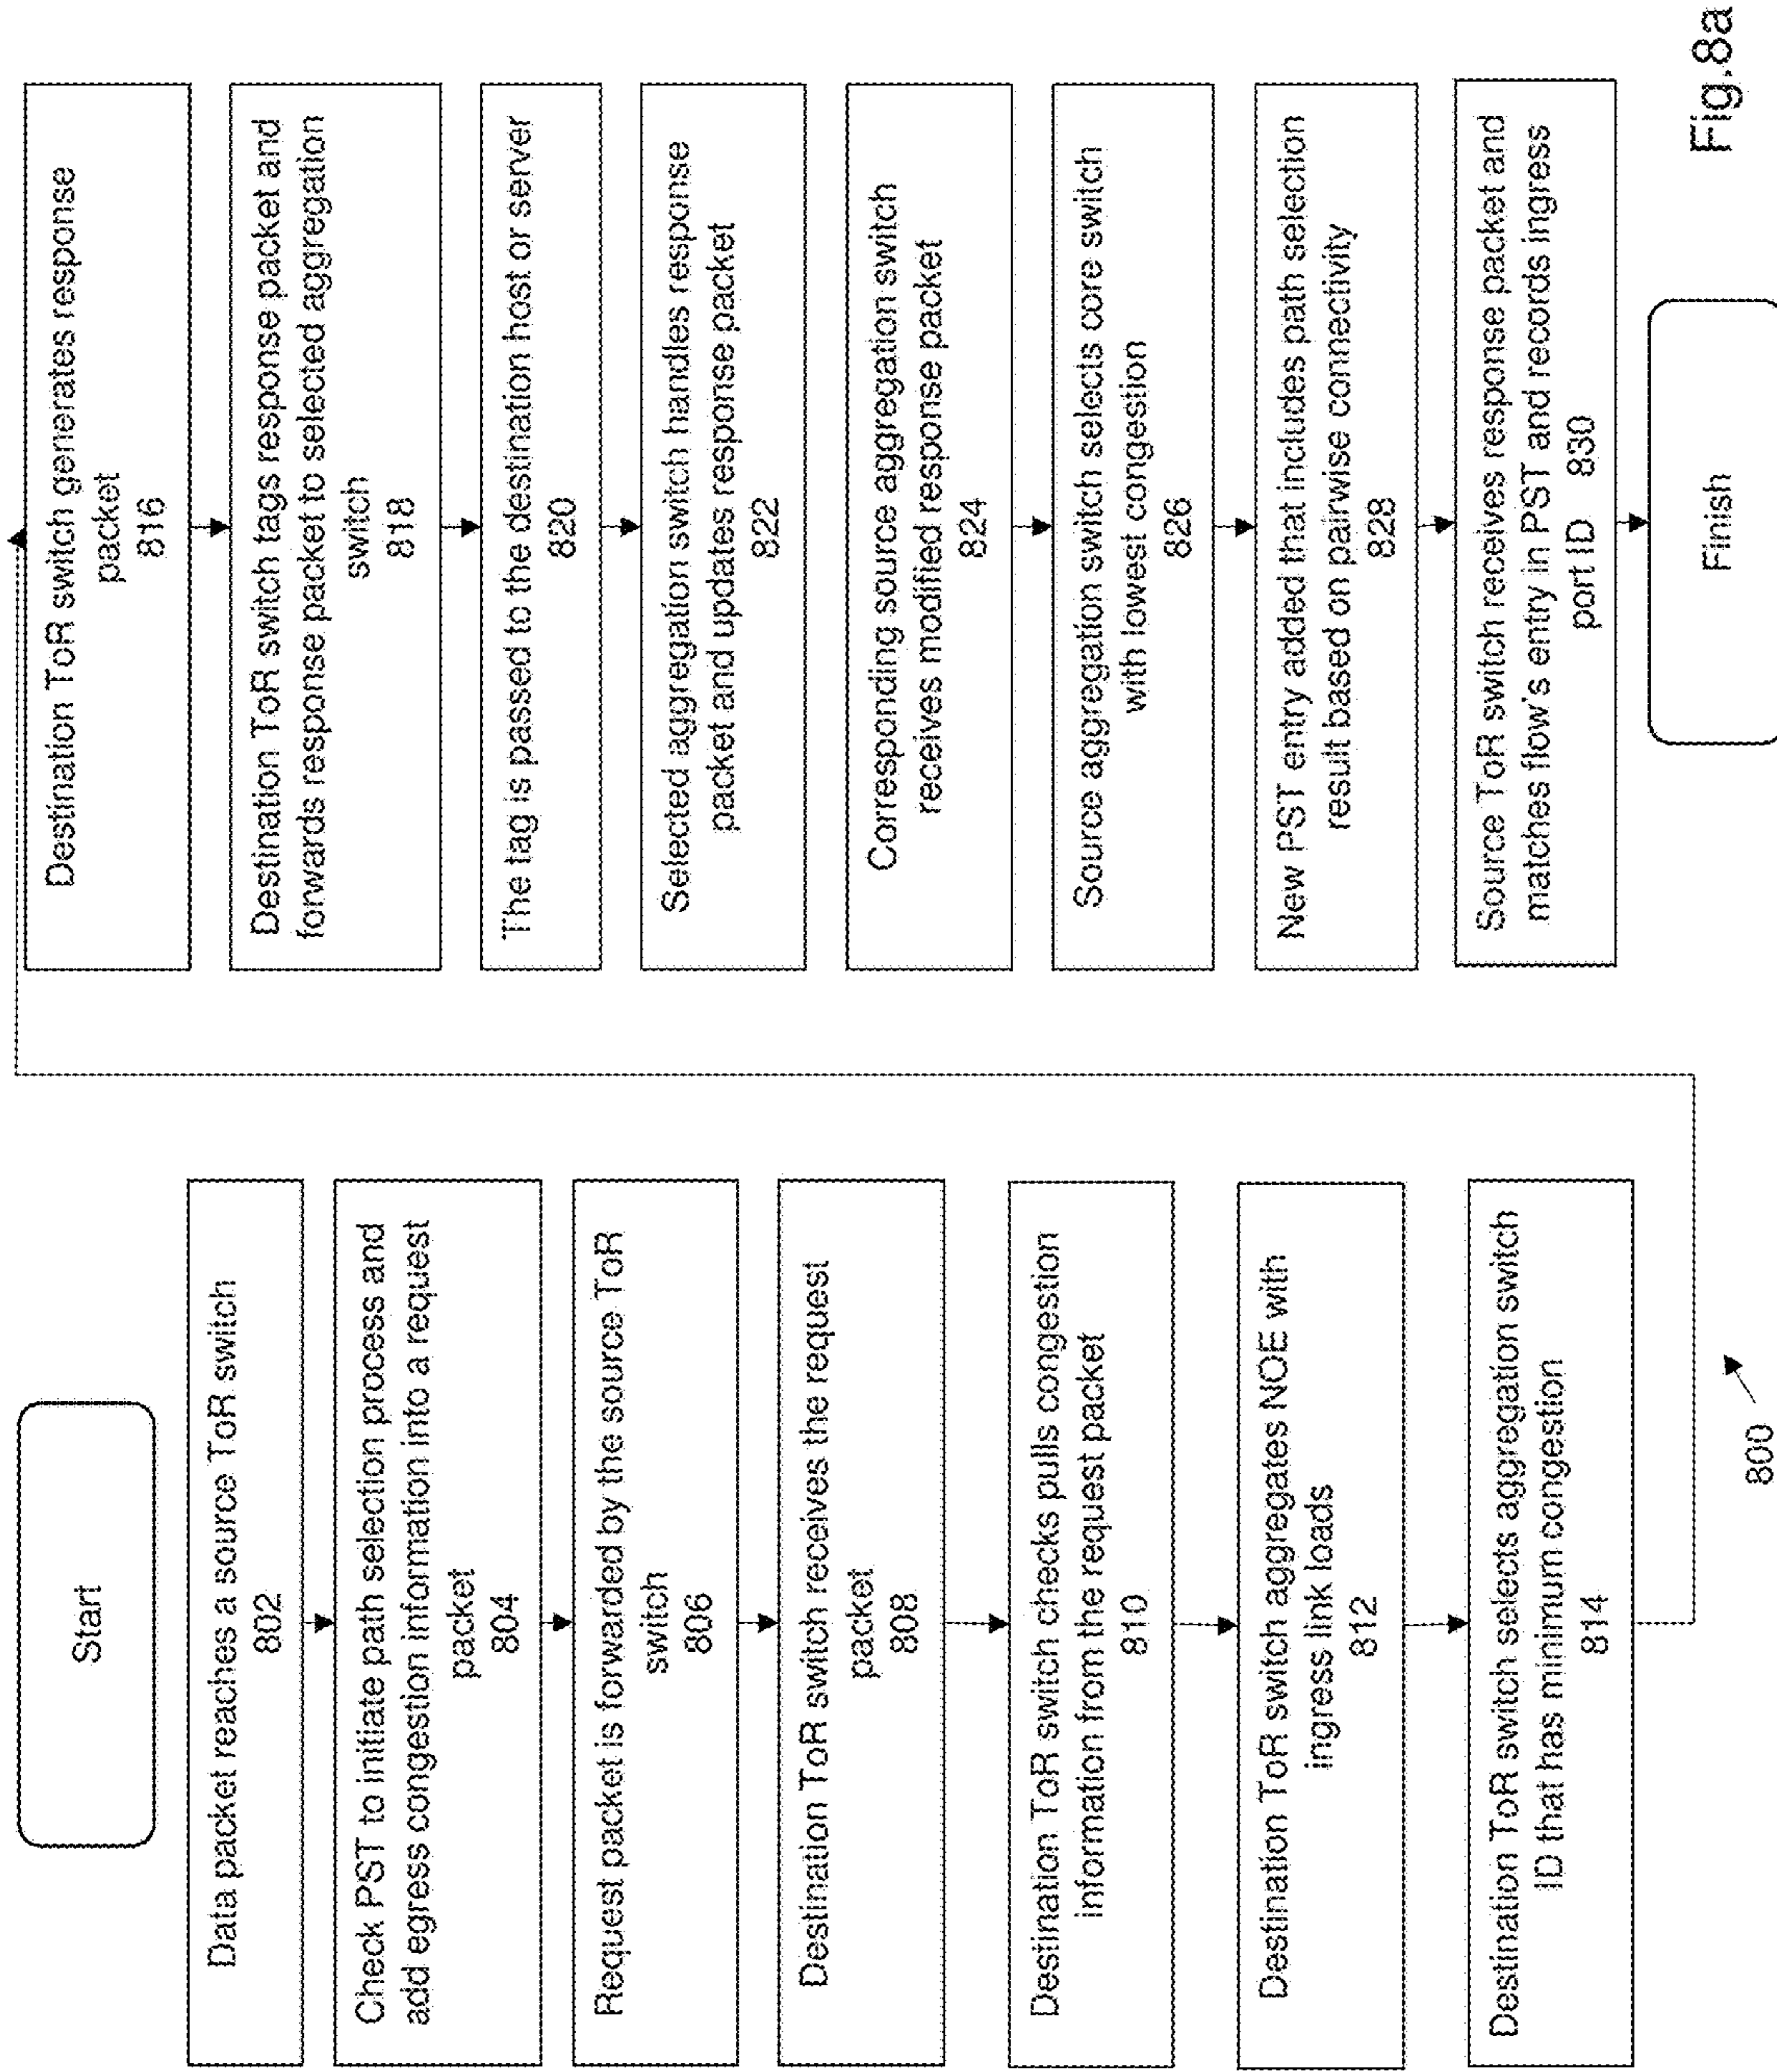 Start
Data packet reaches a source ToR switch
802
Check PST to initiate path selection process and
add egress congestion information into a request
packet
804
Request packet is forwarded by the source ToR
switch
806
Destination ToR switch receives the request
packet
808
Destination ToR switch checks pulls congestion
information from the request packet
810
Destination ToR switch aggregates NOE with
ingress link loads
812
Destination ToR switch selects aggregation switch
ID that has minimum congestion
814
800
Destination ToR switch generates response
packet
816
Destination ToR switch tags response packet and
forwards response packet to selected aggregation
switch
818
The tag is passed to the destination host or server
820
Selected aggregation switch handles response
packet and updates response packet
822
Corresponding source aggregation switch
receives modified response packet
824
Source aggregation switch selects core switch
with lowest congestion
826
New PST entry added that includes path selection
result based on pairwise connectivity
828
Source ToR switch receives response packet and
matches flow's entry in PST and records ingress
port ID 830
Finish
Fig.8a